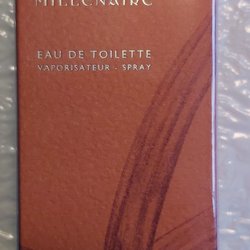 MILLENAIRE
EAU DE TOILETTE
VAPORISATEUR - SPRAY